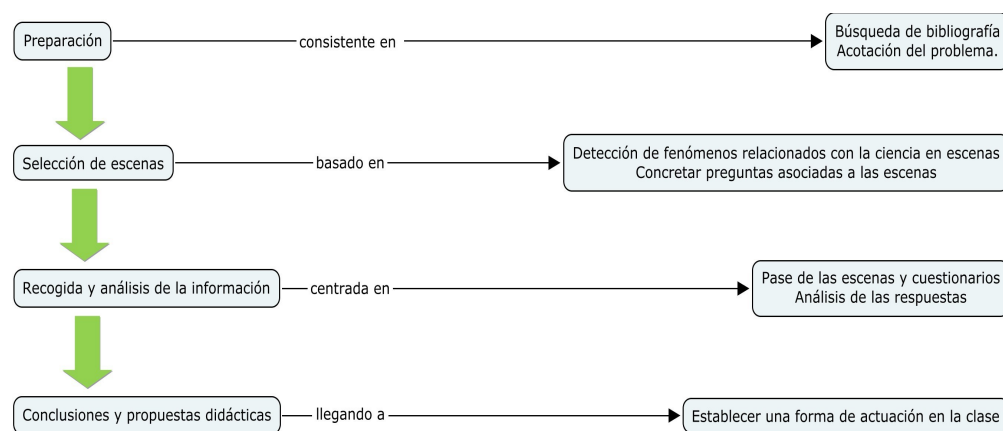 Preparación
consistente en
Búsqueda de bibliografía
Acotación del problema.
Selección de escenas
basado en
Detección de fenómenos relacionados con la ciencia en escenas
Concretar preguntas asociadas a las escenas
Recogida y análisis de la información
centrada en
Pase de las escenas y cuestionarios
Análisis de las respuestas
Conclusiones y propuestas didácticas
llegando a
Establecer una forma de actuación en la clase